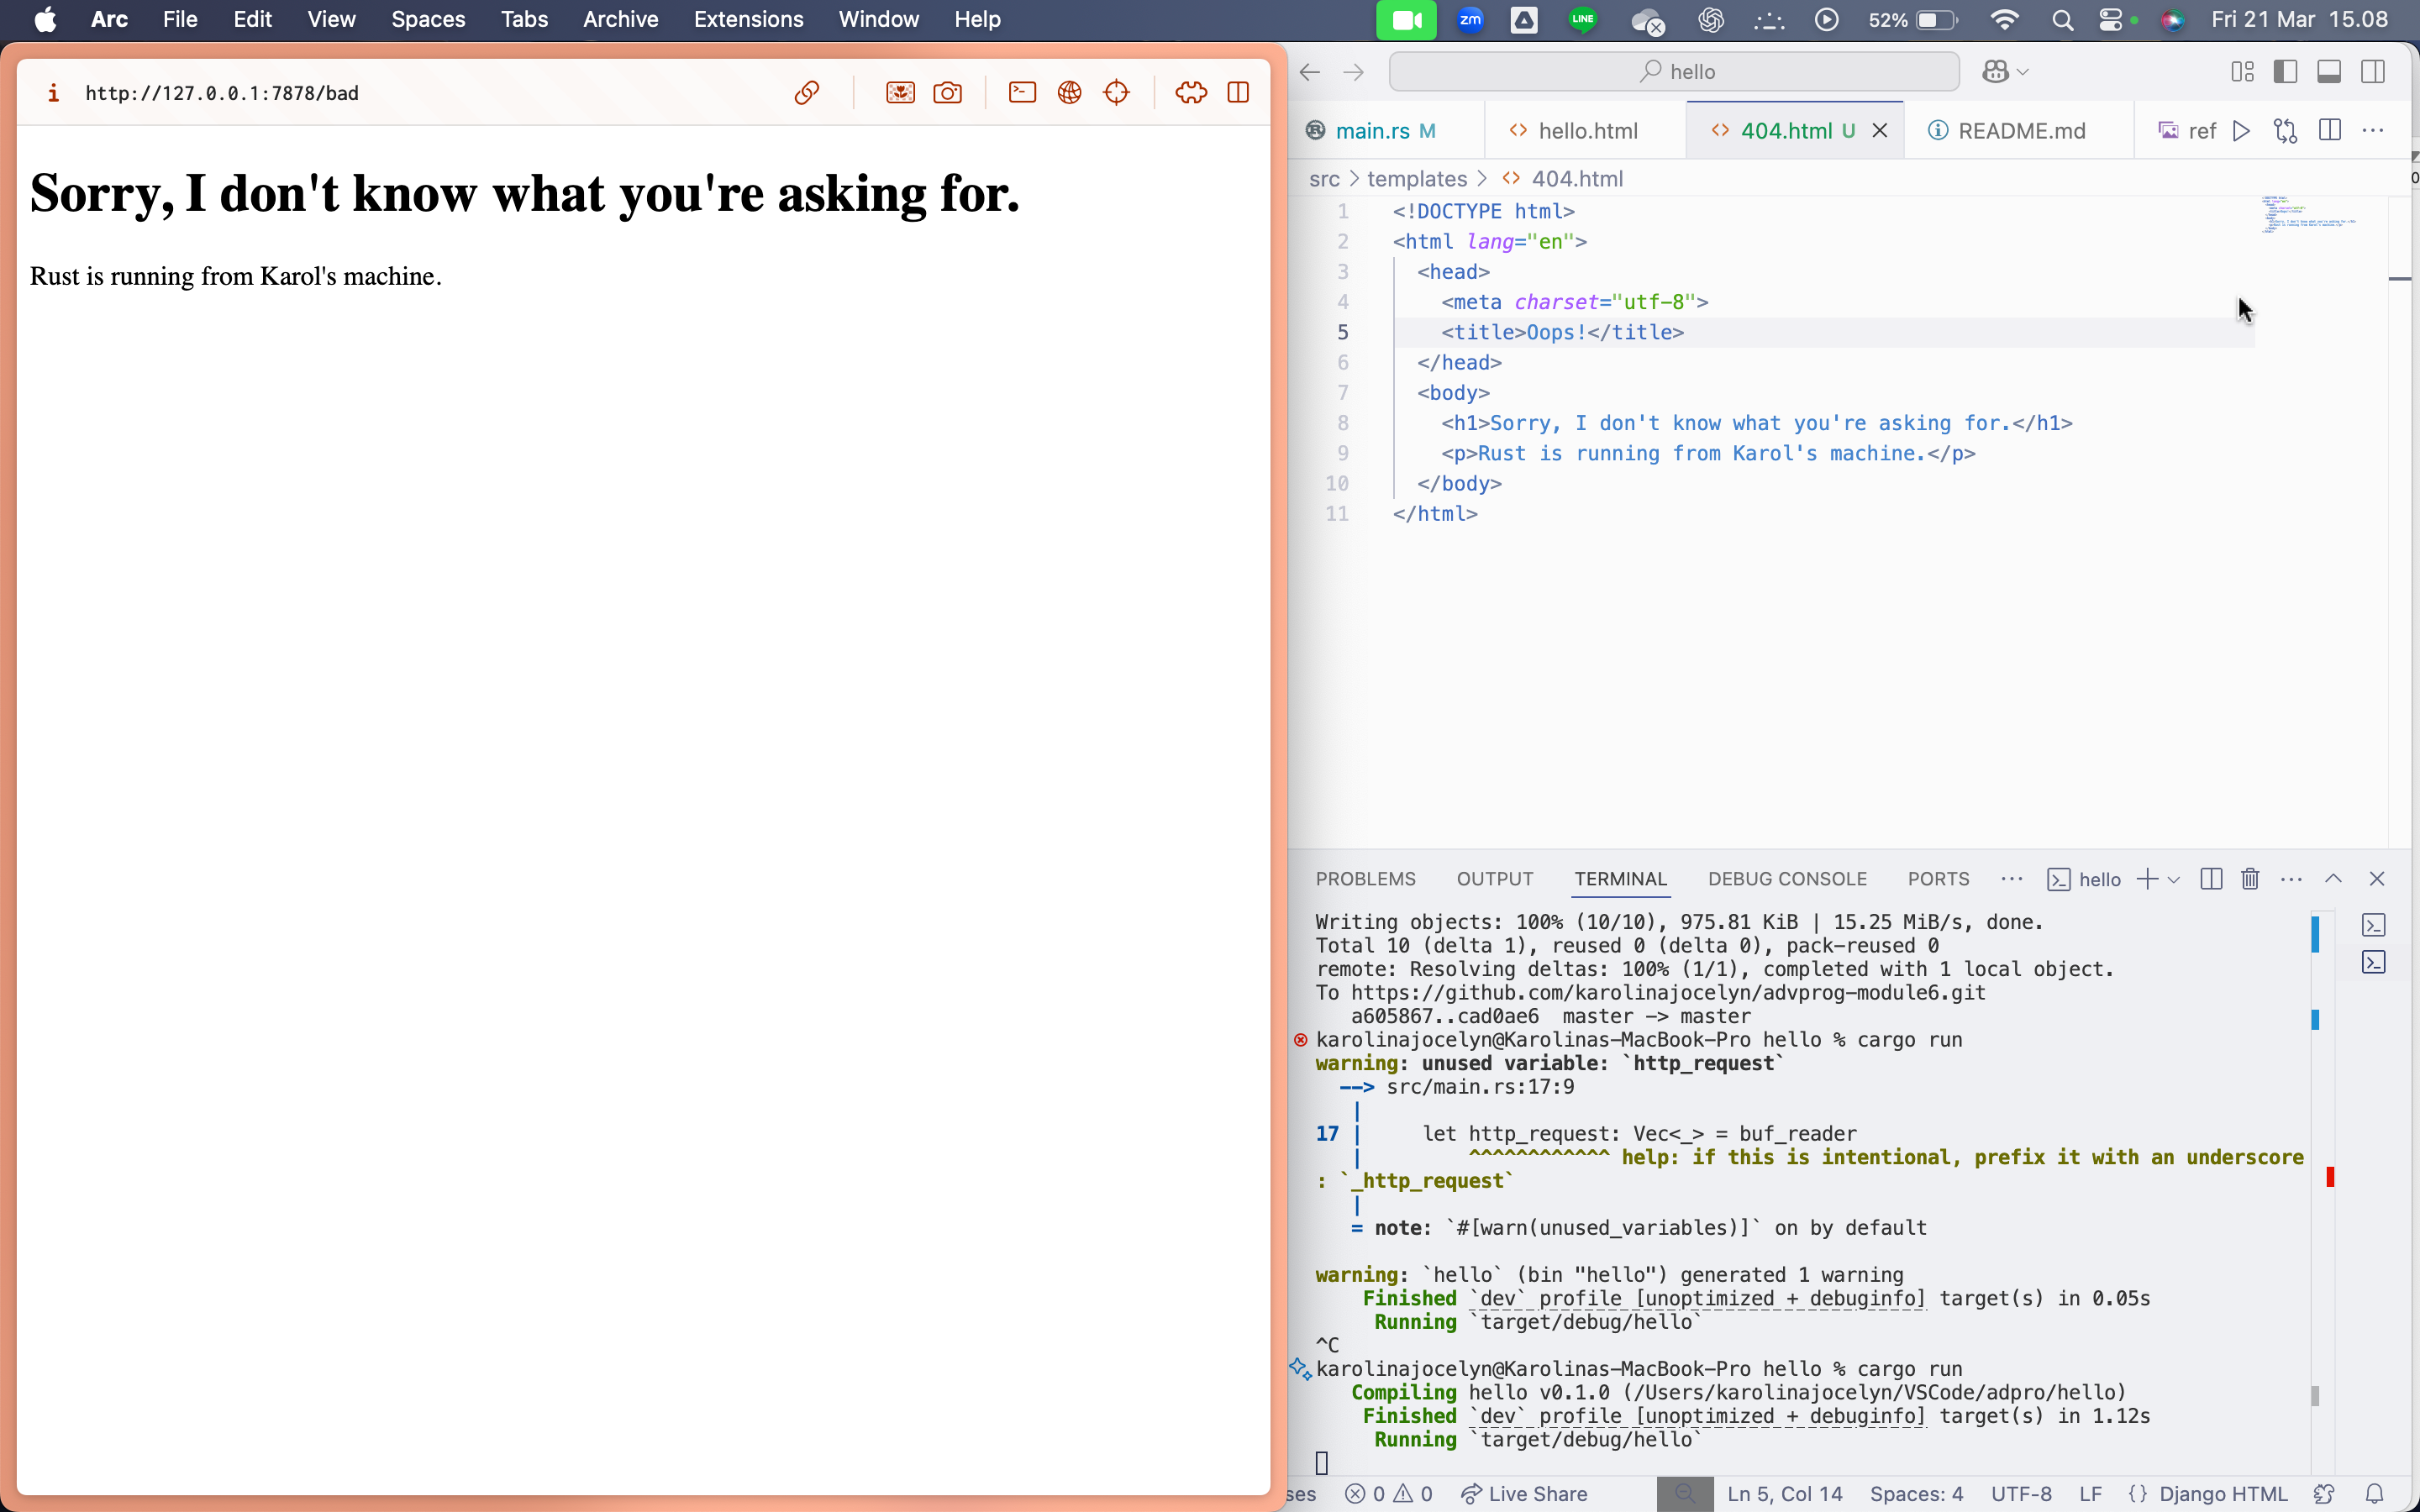 Arc File Edit View Spaces Tabs Archive Extensions Window Help zm LINE 52% Fri 21 Mar 15.08
http://127.0.0.1:7878/bad
Sorry, I don't know what you're asking for.
Rust is running from Karol's machine.
hello
main.rs M hello.html 404.html U README.md ref
src > templates > 404.html
1 <!DOCTYPE html>
2 <html lang="en">
3 <head>
4 <meta charset="utf-8">
5 <title>Oops!</title>
6 </head>
7 <body>
8 <h1>Sorry, I don't know what you're asking for.</h1>
9 <p>Rust is running from Karol's machine.</p>
10 </body>
11 </html>
PROBLEMS OUTPUT TERMINAL DEBUG CONSOLE PORTS ··· hello
Writing objects: 100% (10/10), 975.81 KiB | 15.25 MiB/s, done.
Total 10 (delta 1), reused 0 (delta 0), pack-reused 0
remote: Resolving deltas: 100% (1/1), completed with 1 local object.
To https://github.com/karolinajocelyn/advprog-module6.git
a605867..cad0ae6 master -> master
karolinajocelyn@Karolinas-MacBook-Pro hello % cargo run
warning: unused variable: `http_request`
--> src/main.rs:17:9
|
17 | let http_request: Vec<_> = buf_reader
| ^^^^^^^^^^^^ help: if this is intentional, prefix it with an underscore
: `_http_request`
|
= note: `#[warn(unused_variables)]` on by default
warning: `hello` (bin "hello") generated 1 warning
Finished `dev` profile [unoptimized + debuginfo] target(s) in 0.05s
Running `target/debug/hello`
^C
karolinajocelyn@Karolinas-MacBook-Pro hello % cargo run
Compiling hello v0.1.0 (/Users/karolinajocelyn/VSCode/adpro/hello)
Finished `dev` profile [unoptimized + debuginfo] target(s) in 1.12s
Running `target/debug/hello`
ses 0 0 Live Share Ln 5, Col 14 Spaces: 4 UTF-8 LF {} Django HTML